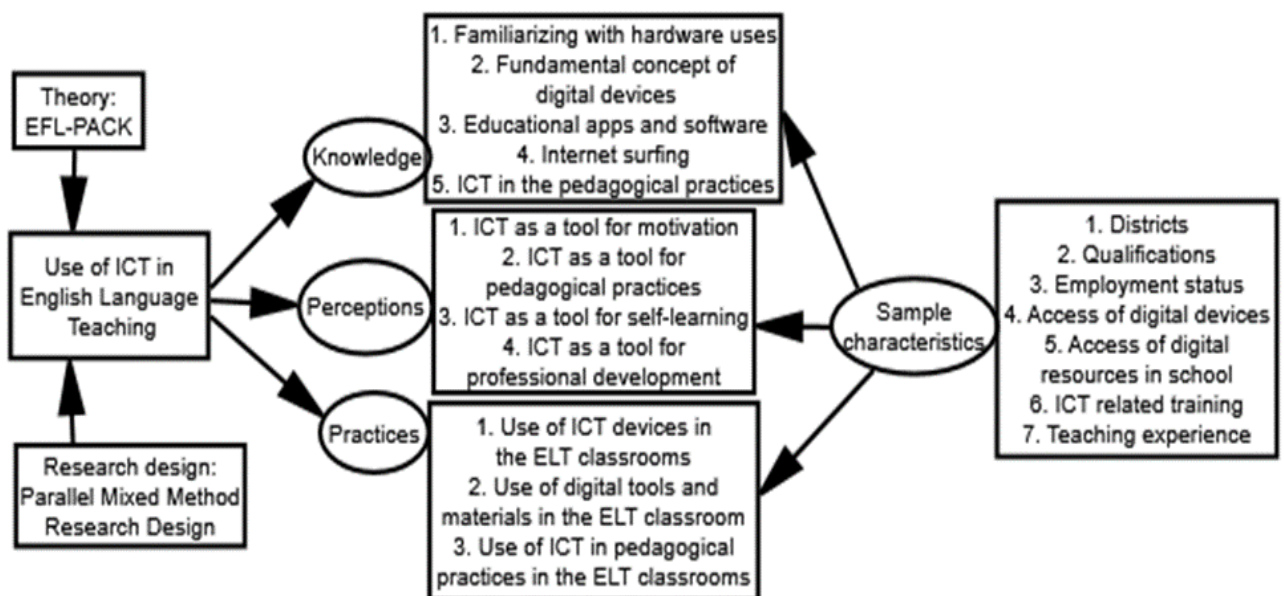 Theory:
EFL-PACK
Use of ICT in
English Language
Teaching
Research design:
Parallel Mixed Method
Research Design
Knowledge
Perceptions
Practices
1. Familiarizing with hardware uses
2. Fundamental concept of
digital devices
3. Educational apps and software
4. Internet surfing
5. ICT in the pedagogical practices
1. ICT as a tool for motivation
2. ICT as a tool for
pedagogical practices
3. ICT as a tool for self-learning
4. ICT as a tool for
professional development
1. Use of ICT devices in
the ELT classrooms
2. Use of digital tools and
materials in the ELT classroom
3. Use of ICT in pedagogical
practices in the ELT classrooms
Sample
characteristics
1. Districts
2. Qualifications
3. Employment status
4. Access of digital devices
5. Access of digital
resources in school
6. ICT related training
7. Teaching experience